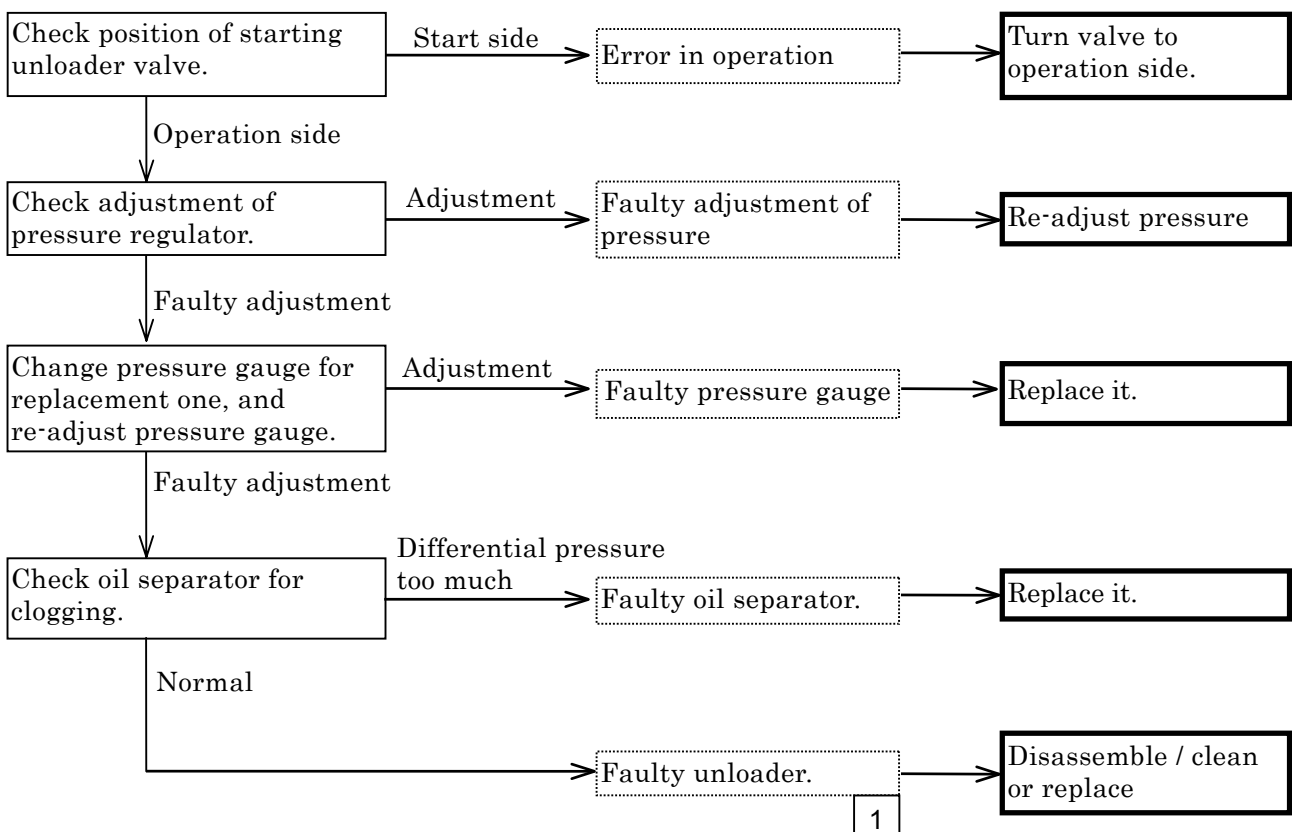 Check position of starting
unloader valve.
Start side
Error in operation
Turn valve to
operation side.
Operation side
Check adjustment of
pressure regulator.
Adjustment
Faulty adjustment of
pressure
Re-adjust pressure
Faulty adjustment
Change pressure gauge for
replacement one, and
re-adjust pressure gauge.
Adjustment
Faulty pressure gauge
Replace it.
Faulty adjustment
Check oil separator for
clogging.
Differential pressure
too much
Faulty oil separator.
Replace it.
Normal
Faulty unloader.
Disassemble / clean
or replace
1